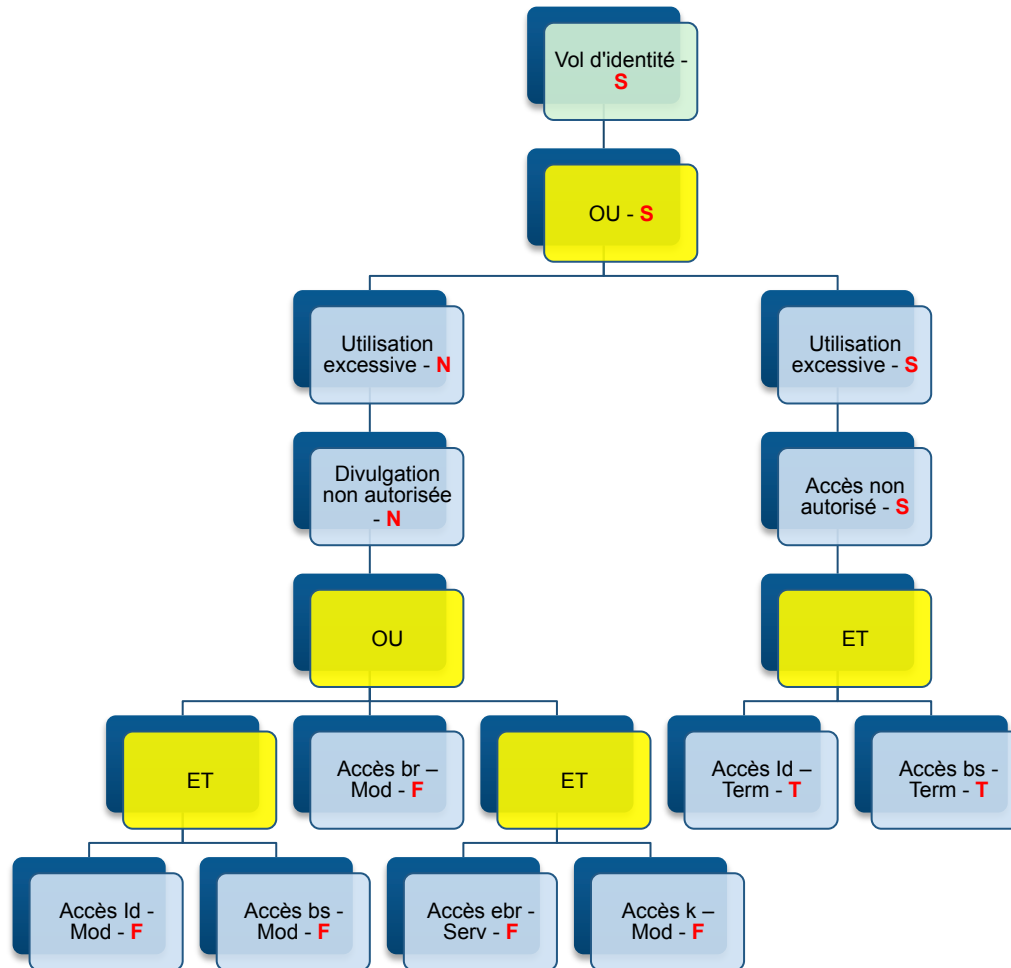 Vol d'identité -
S
OU - S
Utilisation
excessive - N
Utilisation
excessive - S
Divulgation
non autorisée
- N
Accès non
autorisé - S
OU
ET
ET
Accès br –
Mod - F
ET
Accès Id –
Term - T
Accès bs -
Term - T
Accès Id -
Mod - F
Accès bs -
Mod - F
Accès ebr -
Serv - F
Accès k –
Mod - F